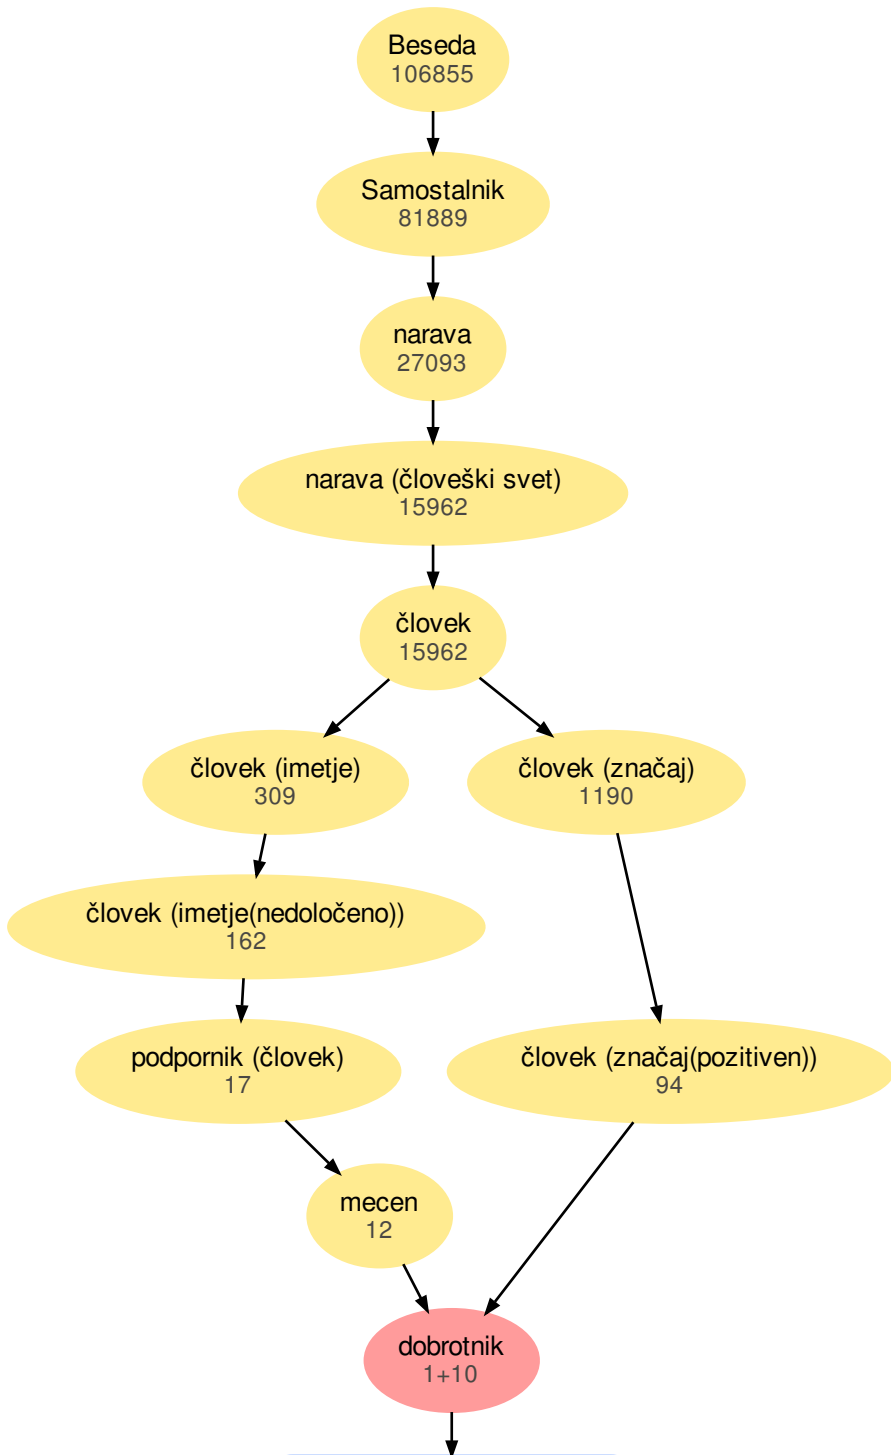 Beseda
106855
Samostalnik
81889
narava
27093
narava (človeški svet)
15962
človek
15962
človek (imetje)
309
človek (značaj)
1190
človek (imetje(nedoločeno))
162
podpornik (človek)
17
človek (značaj(pozitiven))
94
mecen
12
dobrotnik
1+10